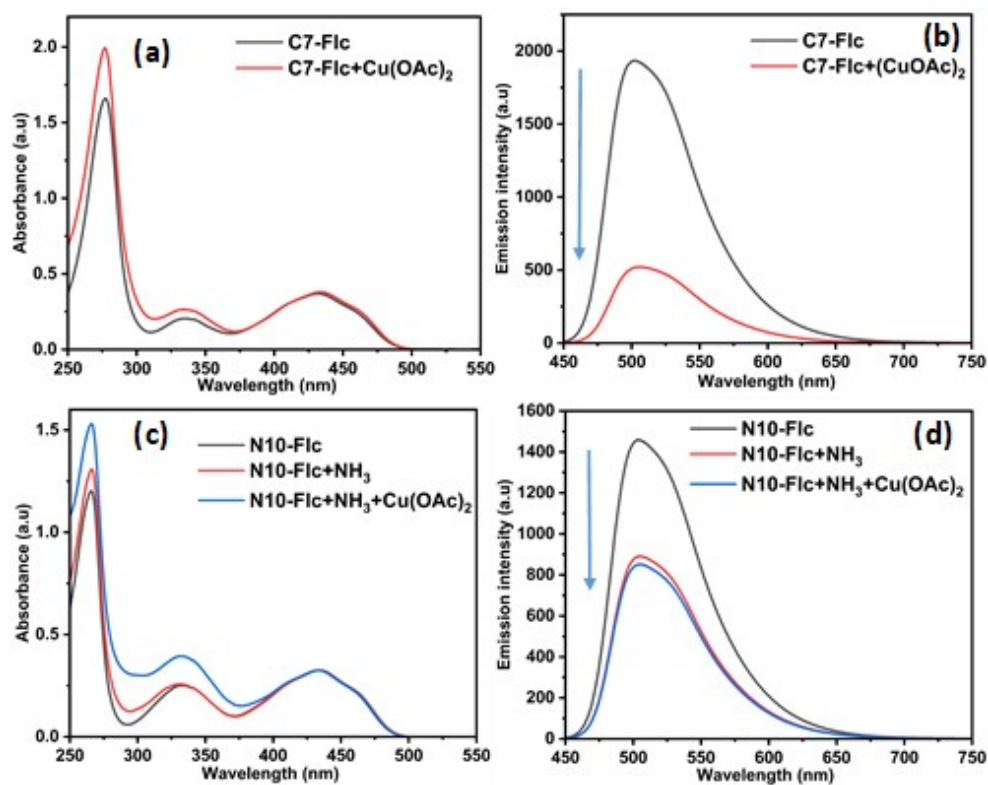 (a)
C7-Flc
C7-Flc+Cu(OAc)2
2.0
1.5
1.0
0.5
0.0
Absorbance (a.u)
250 300 350 400 450 500 550
Wavelength (nm)
(b)
C7-Flc
C7-Flc+(CuOAc)2
2000
1500
1000
500
0
Emission intensity (a.u)
450 500 550 600 650 700 750
Wavelength (nm)
(c)
N10-Flc
N10-Flc+NH3
N10-Flc+NH3+Cu(OAc)2
1.5
1.0
0.5
0.0
Absorbance (a.u)
250 300 350 400 450 500 550
Wavelength (nm)
(d)
N10-Flc
N10-Flc+NH3
N10-Flc+NH3+Cu(OAc)2
1600
1400
1200
1000
800
600
400
200
0
Emission intensity (a.u)
450 500 550 600 650 700 750
Wavelength (nm)